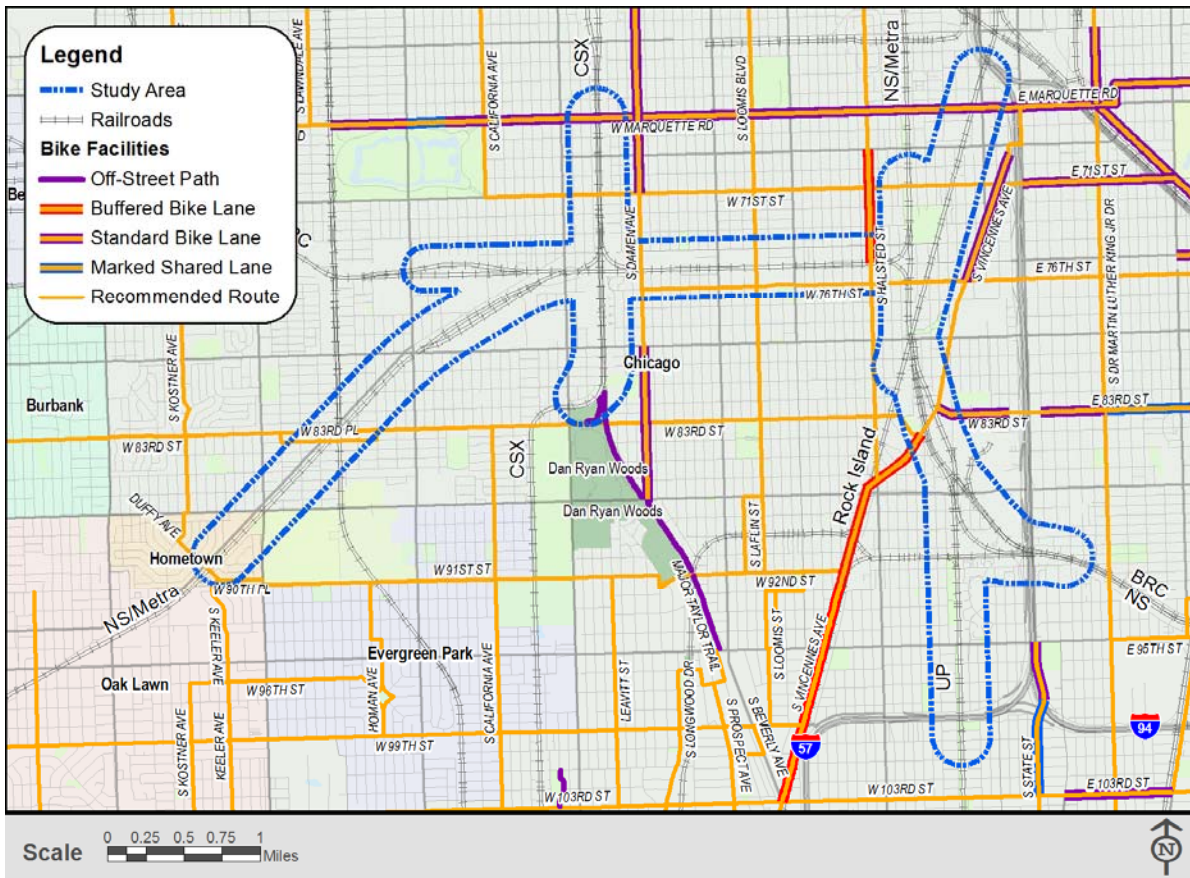 Legend
Study Area
Railroads
Bike Facilities
Off-Street Path
Buffered Bike Lane
Standard Bike Lane
Marked Shared Lane
Recommended Route
S LAWNDALE AVE
S CALIFORNIA AVE
CSX
S LOOMIS BLVD
NS/Metra
E MARQUETTE RD
W MARQUETTE RD
E 71ST ST
W 71ST ST
S DAMEN AVE
S HALSTED ST
S VINCENNES AVE
S DR MARTIN LUTHER KING JR DR
E 76TH ST
W 76TH ST
Chicago
S KOSTNER AVE
Burbank
E 83RD ST
W 83RD ST
W 83RD PL
W 83RD ST
W 83RD ST
CSX
Dan Ryan Woods
Rock Island
Dan Ryan Woods
DUFFY AVE
S LAFLIN ST
Hometown
W 91ST ST
W 92ND ST
W 90TH PL
MAJOR TAYLOR TRAIL
BRC
NS
NS/Metra
S KEELER AVE
S LOOMIS ST
S VINCENNES AVE
E 95TH ST
Evergreen Park
Oak Lawn
W 96TH ST
HOMAN AVE
S CALIFORNIA AVE
LEAVITT ST
S LONGWOOD DR
UP
S KOSTNER AVE
KEELER AVE
W 99TH ST
S PROSPECT AVE
S BEVERLY AVE
57
S STATE ST
94
W 103RD ST
W 103RD ST
E 103RD ST
Scale
0 0.25 0.5 0.75 1
Miles
N